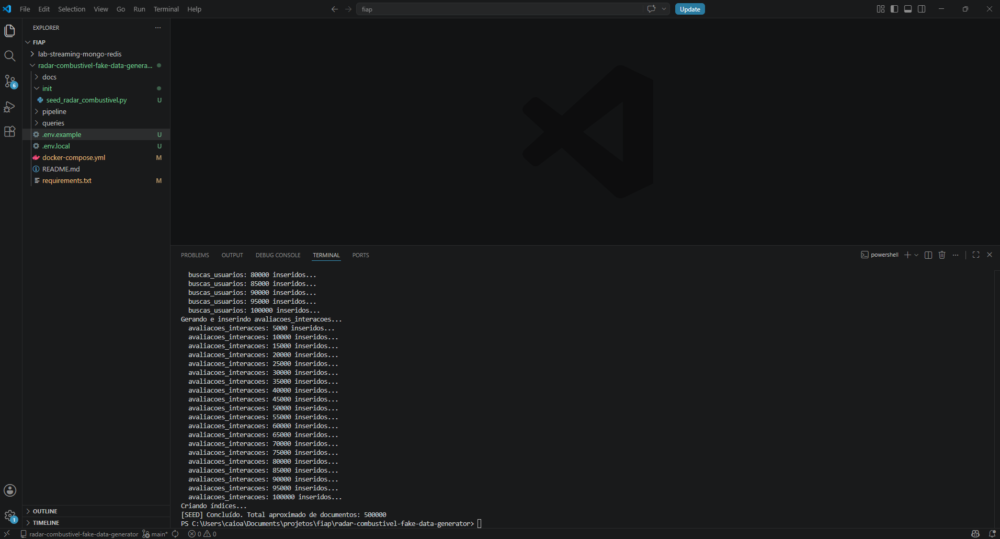 File Edit Selection View Go Run Terminal Help
fiap
Update
EXPLORER
FIAP
lab-streaming-mongo-redis
radar-combustivel-fake-data-genera...
docs
init
seed_radar_combustivel.py U
pipeline
queries
.env.example U
.env.local U
docker-compose.yml M
README.md
requirements.txt M
6
1
OUTLINE
TIMELINE
PROBLEMS OUTPUT DEBUG CONSOLE TERMINAL PORTS
powershell
buscas_usuarios: 80000 inseridos...
buscas_usuarios: 85000 inseridos...
buscas_usuarios: 90000 inseridos...
buscas_usuarios: 95000 inseridos...
buscas_usuarios: 100000 inseridos...
Gerando e inserindo avaliacoes_interacoes...
avaliacoes_interacoes: 5000 inseridos...
avaliacoes_interacoes: 10000 inseridos...
avaliacoes_interacoes: 15000 inseridos...
avaliacoes_interacoes: 20000 inseridos...
avaliacoes_interacoes: 25000 inseridos...
avaliacoes_interacoes: 30000 inseridos...
avaliacoes_interacoes: 35000 inseridos...
avaliacoes_interacoes: 40000 inseridos...
avaliacoes_interacoes: 45000 inseridos...
avaliacoes_interacoes: 50000 inseridos...
avaliacoes_interacoes: 55000 inseridos...
avaliacoes_interacoes: 60000 inseridos...
avaliacoes_interacoes: 65000 inseridos...
avaliacoes_interacoes: 70000 inseridos...
avaliacoes_interacoes: 75000 inseridos...
avaliacoes_interacoes: 80000 inseridos...
avaliacoes_interacoes: 85000 inseridos...
avaliacoes_interacoes: 90000 inseridos...
avaliacoes_interacoes: 95000 inseridos...
avaliacoes_interacoes: 100000 inseridos...
Criando índices...
[SEED] Concluído. Total aproximado de documentos: 500000
PS C:\Users\caioa\Documents\projetos\fiap\radar-combustivel-fake-data-generator>
radar-combustivel-fake-data-generator main* 0 0